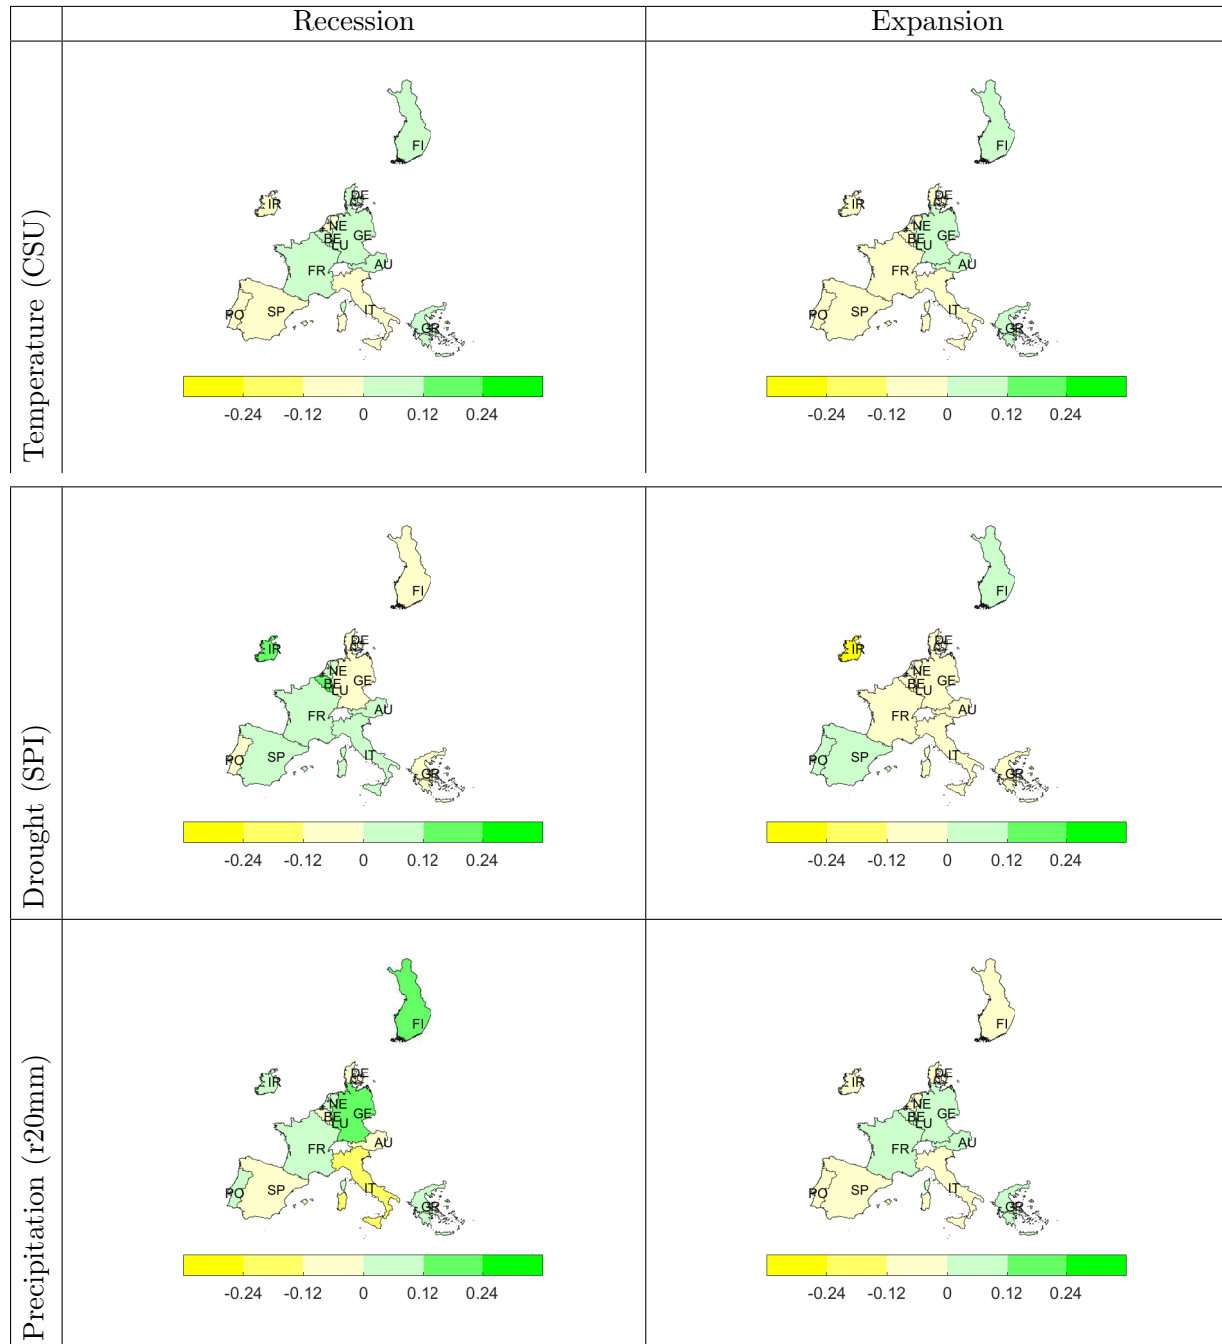 Recession Expansion
Temperature (CSU)
FI
IR
DE
NE
BE
LU
GE
FR
AU
PO
SP
IT
GR
-0.24 -0.12 0 0.12 0.24
FI
IR
DE
NE
BE
LU
GE
FR
AU
PO
SP
IT
GR
-0.24 -0.12 0 0.12 0.24
Drought (SPI)
FI
IR
DE
NE
BE
LU
GE
FR
AU
PO
SP
IT
GR
-0.24 -0.12 0 0.12 0.24
FI
IR
DE
NE
BE
LU
GE
FR
AU
PO
SP
IT
GR
-0.24 -0.12 0 0.12 0.24
Precipitation (r20mm)
FI
IR
DE
NE
BE
LU
GE
FR
AU
PO
SP
IT
GR
-0.24 -0.12 0 0.12 0.24
FI
IR
DE
NE
BE
LU
GE
FR
AU
PO
SP
IT
GR
-0.24 -0.12 0 0.12 0.24